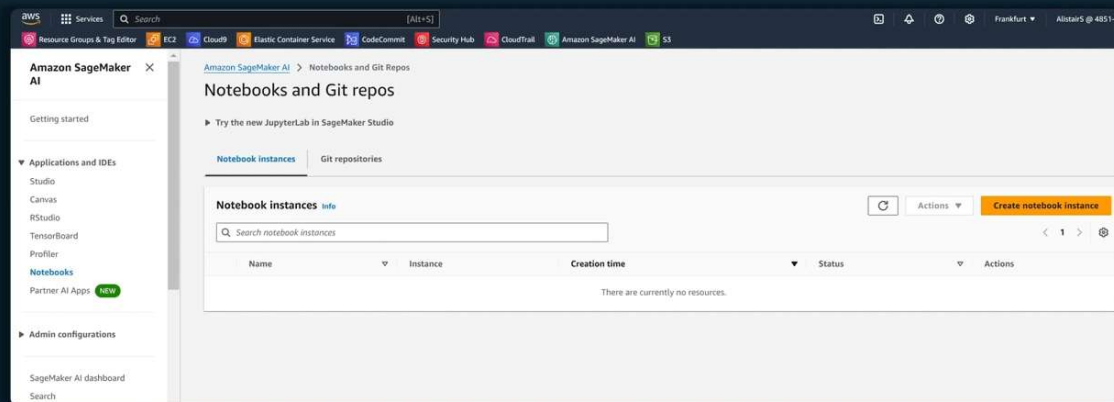 aws Services Search [Alt+S] Frankfurt ▼ AlistairS @ 4851-
Resource Groups & Tag Editor EC2 Cloud9 Elastic Container Service CodeCommit Security Hub CloudTrail Amazon SageMaker AI S3
Amazon SageMaker AI
Getting started
Applications and IDEs
Studio
Canvas
RStudio
TensorBoard
Profiler
Notebooks
Partner AI Apps NEW
Admin configurations
SageMaker AI dashboard
Search
Amazon SageMaker AI > Notebooks and Git Repos
Notebooks and Git repos
Try the new JupyterLab in SageMaker Studio
Notebook instances Git repositories
Notebook instances Info
Actions ▼ Create notebook instance
Search notebook instances
< 1 >
Name Instance Creation time Status Actions
There are currently no resources.